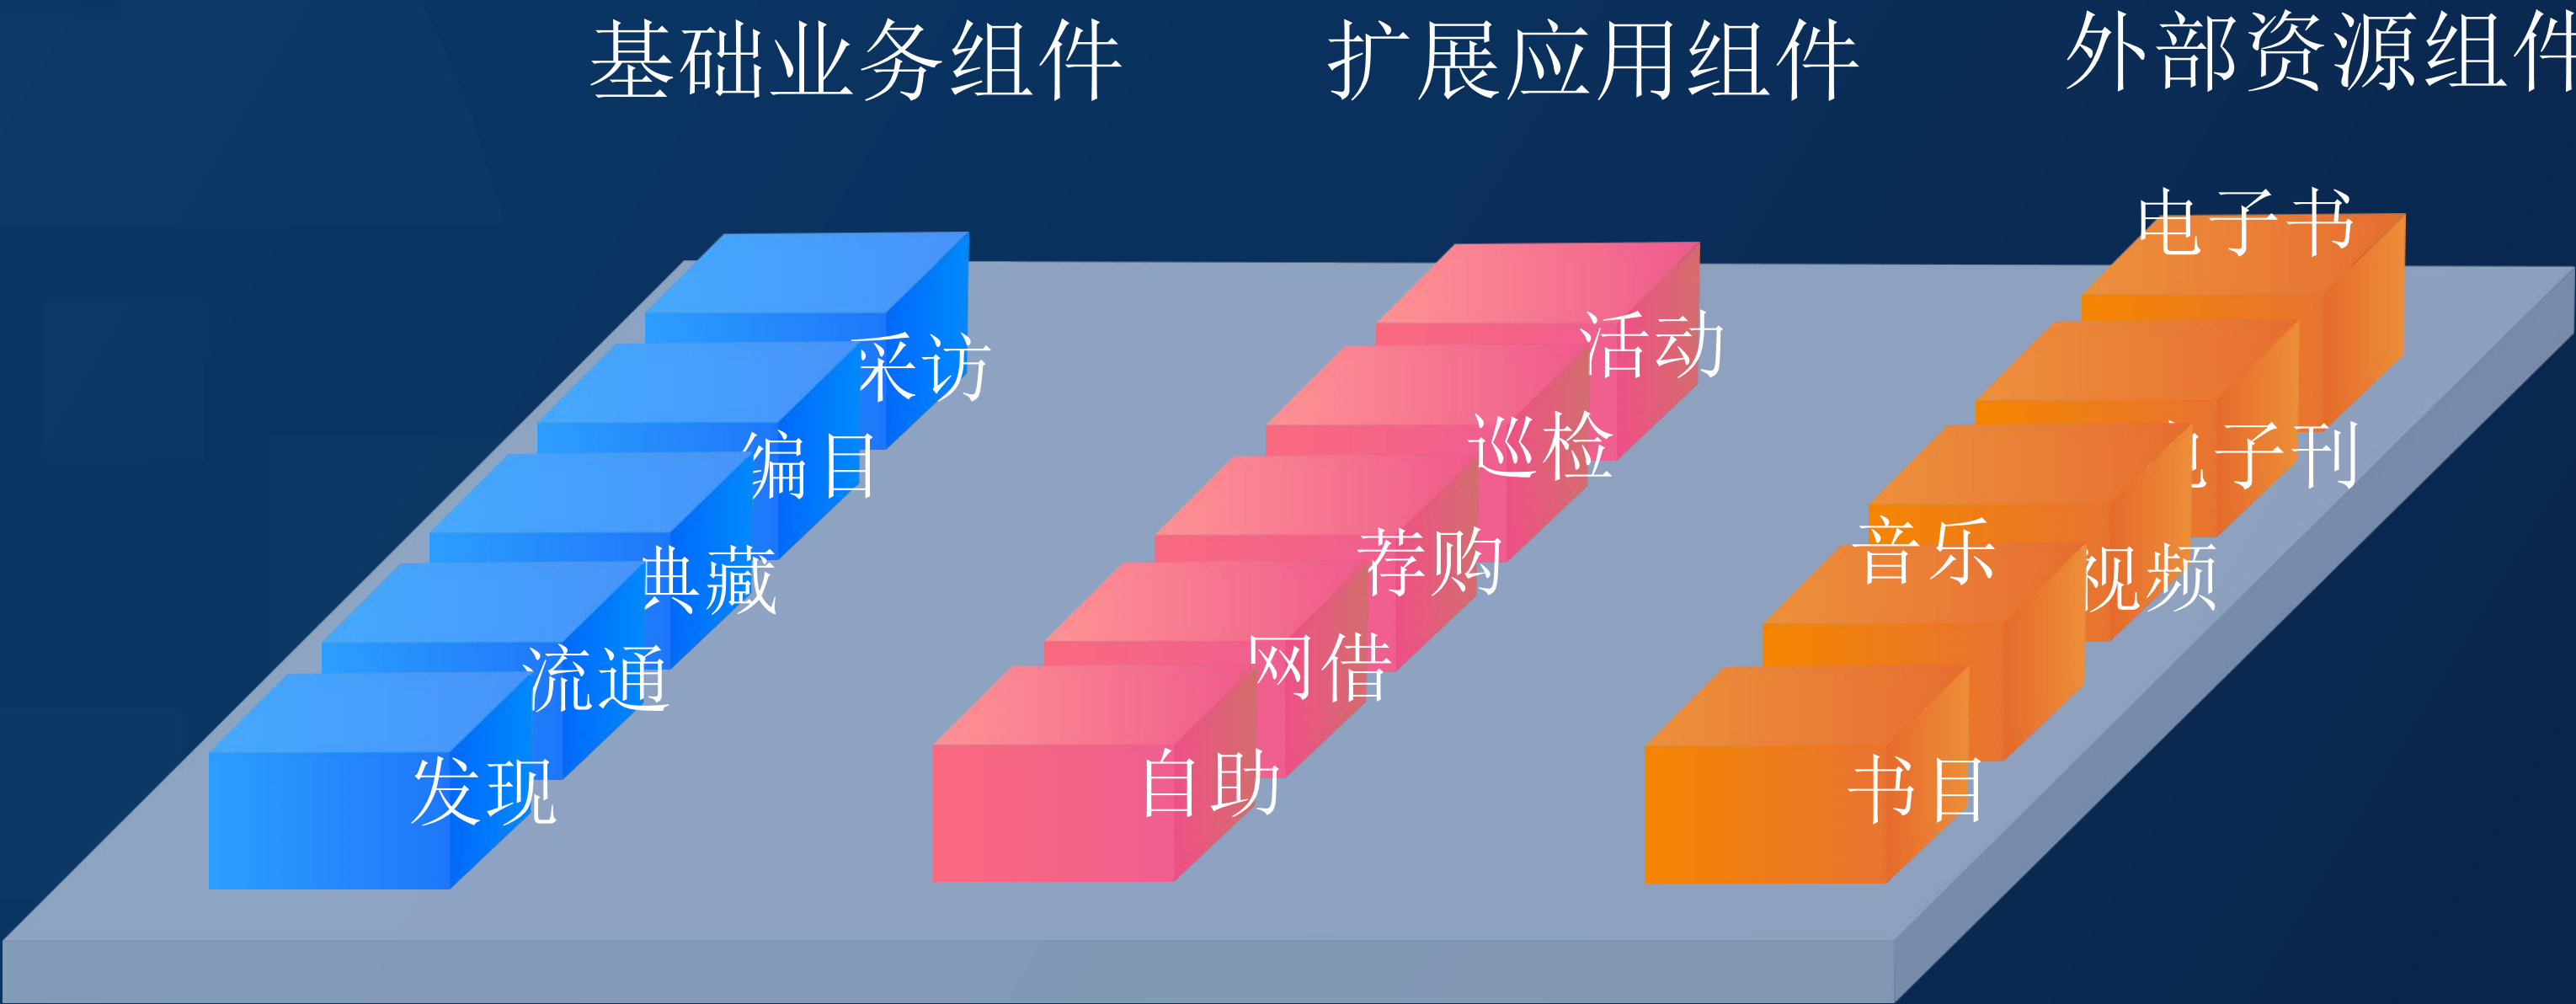 基础业务组件
扩展应用组件
外部资源组件
采访
编目
典藏
流通
发现
活动
巡检
荐购
网借
自助
电子书
电子刊
视频
音乐
书目